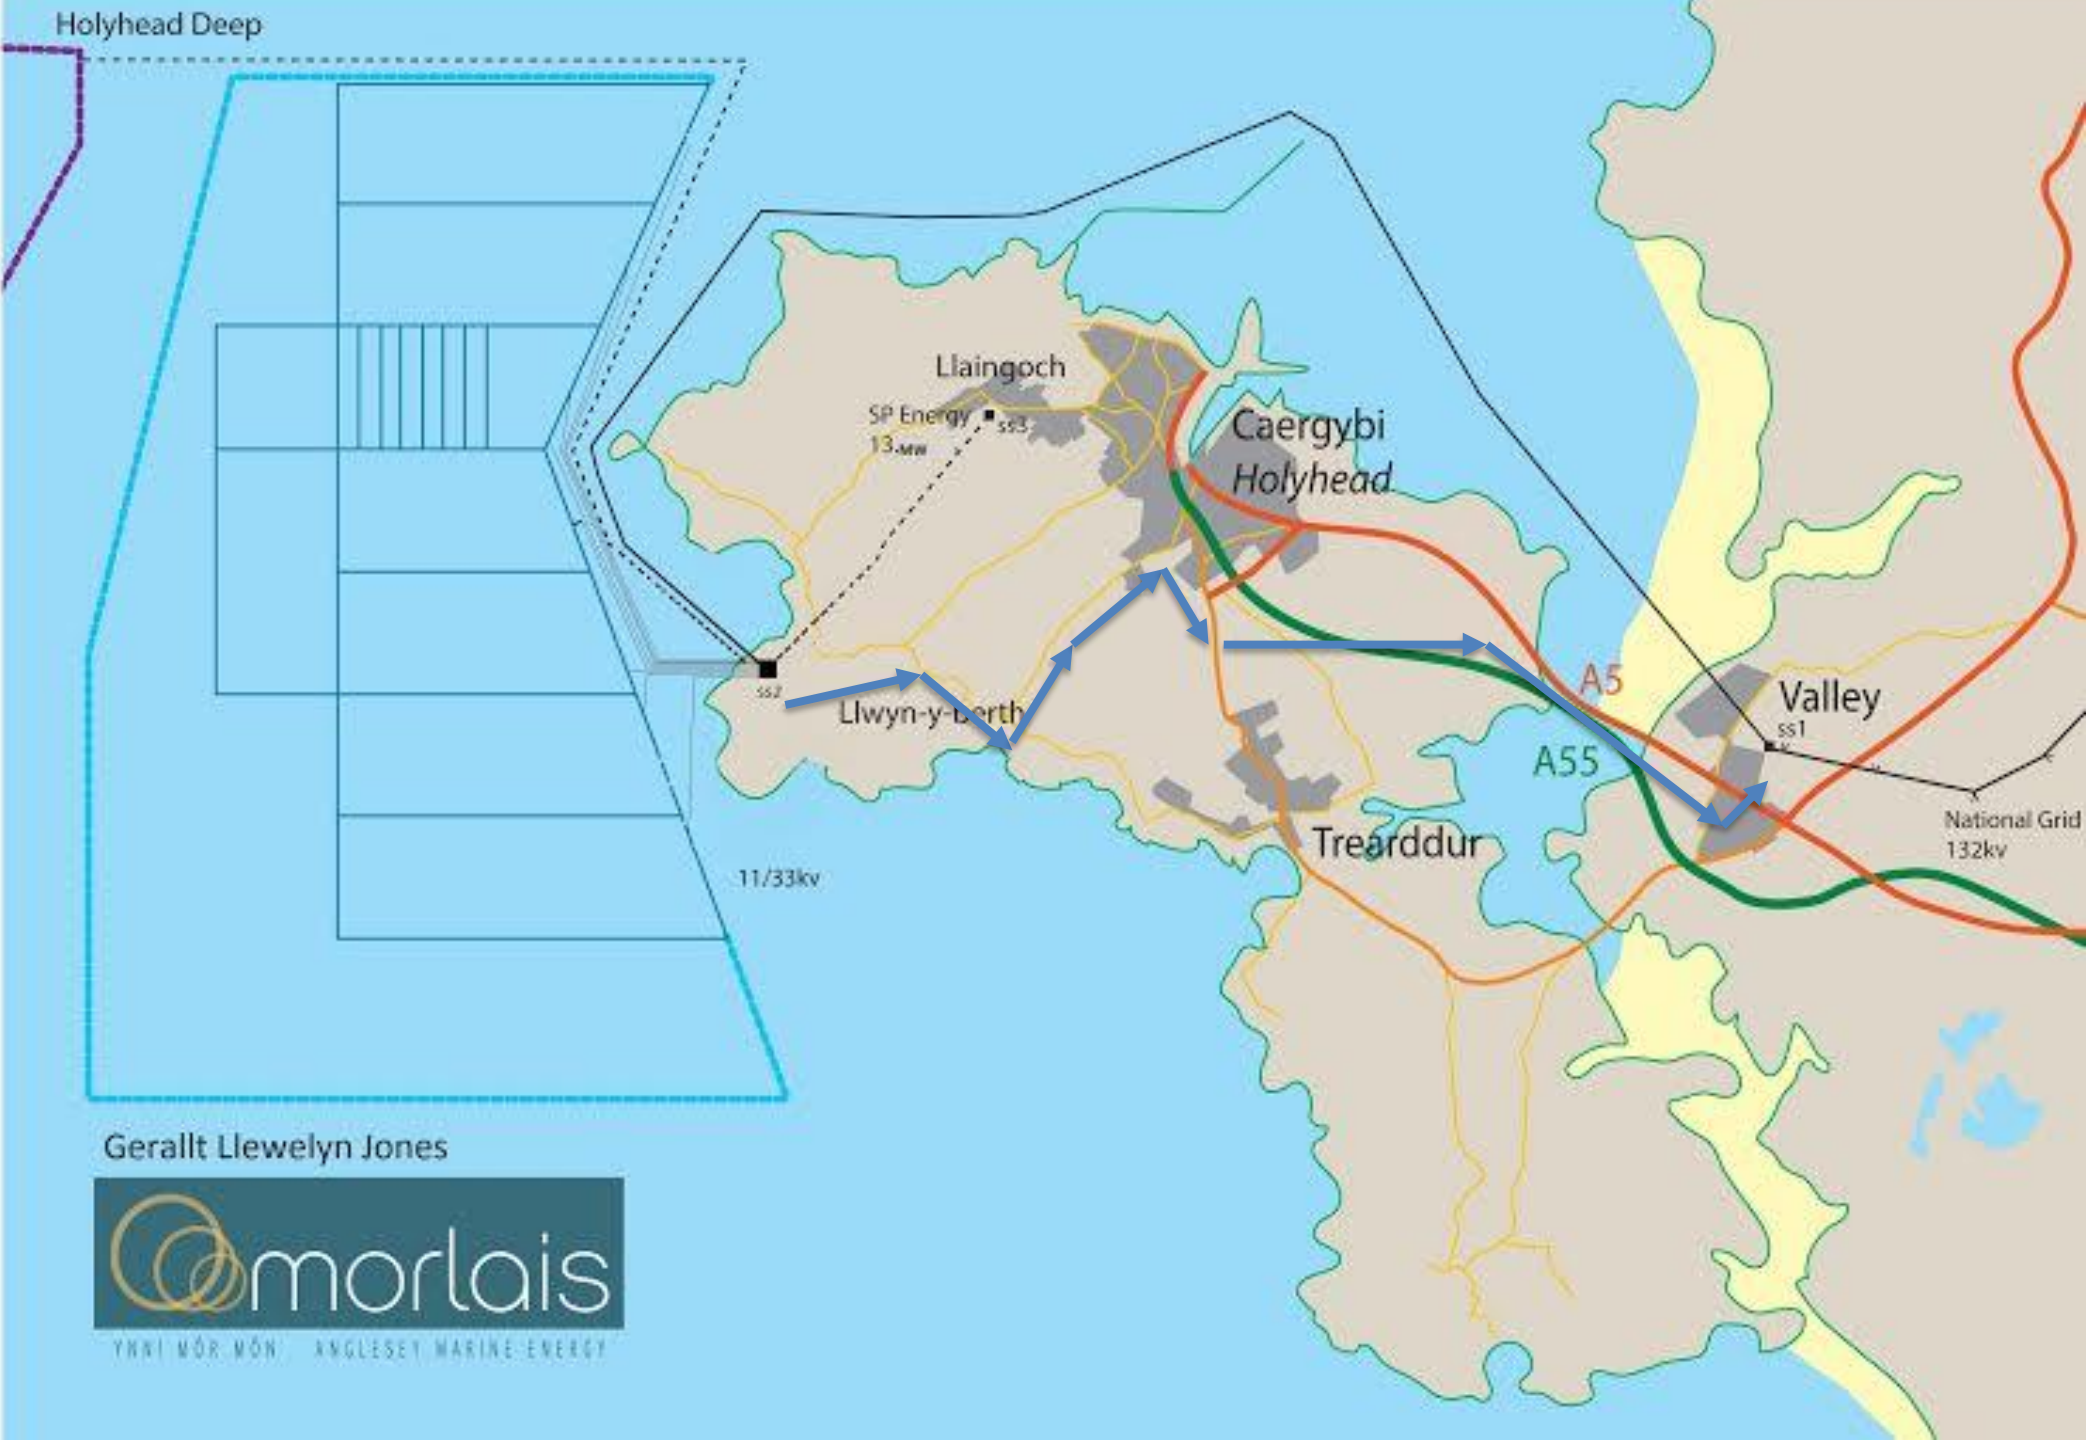 Holyhead Deep
Llaingoch
SP Energy
13.MW
ss3
Caergybi
Holyhead
ss2
Llwyn-y-berth
A5
Valley
ss1
A55
National Grid
132kv
Trearddur
11/33kv
Gerallt Llewelyn Jones
morlais
YNNI MÔR MÔN ANGLESEY MARINE ENERGY